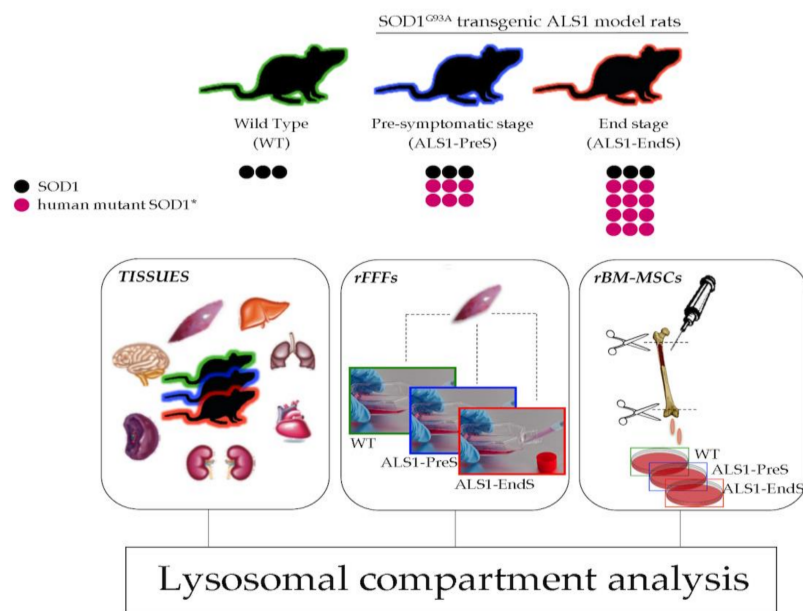 SOD1G93A transgenic ALS1 model rats
Wild Type
(WT)
Pre-symptomatic stage
(ALS1-PreS)
End stage
(ALS1-EndS)
SOD1
human mutant SOD1*
TISSUES
rFFFs
WT
ALS1-PreS
ALS1-EndS
rBM-MSCs
WT
ALS1-PreS
ALS1-EndS
Lysosomal compartment analysis